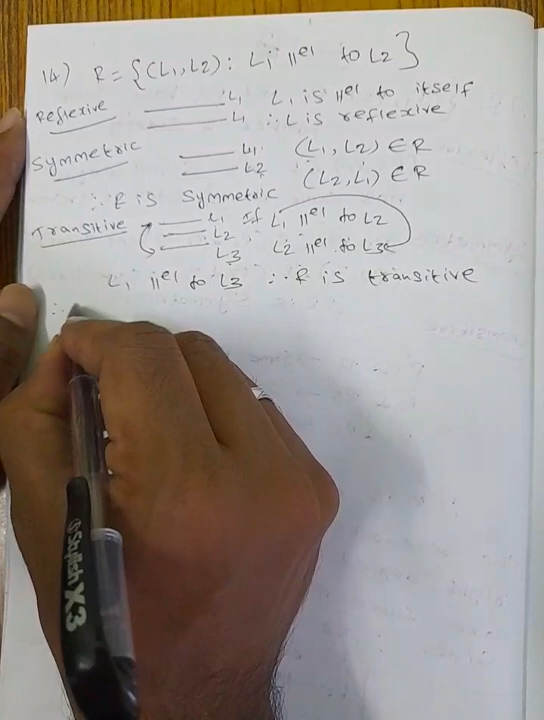 14) R = {(L1, L2) : L1 ||el to L2}
Reflexive L1 L1 is ||el to itself
L1 ∴ L is reflexive
Symmetric L1 (L1, L2) ∈ R
L2 (L2, L1) ∈ R
∴ R is Symmetric
Transitive L1 If L1 ||el to L2
L2
L3 L2 ||el to L3
L1 ||el to L3 ∴ R is transitive
∴
X3